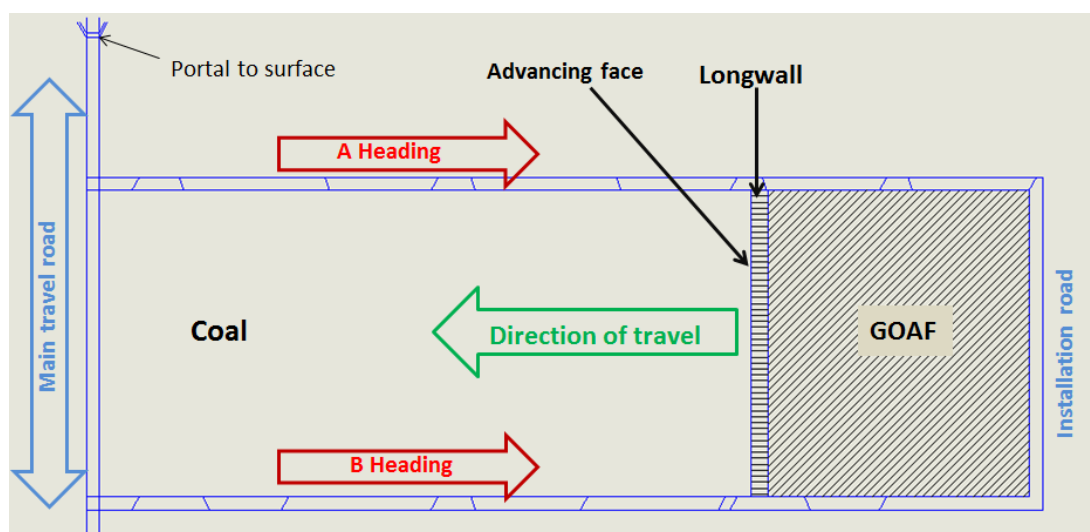 Portal to surface
Advancing face
Longwall
A Heading
Main travel road
Coal
Direction of travel
GOAF
Installation road
B Heading